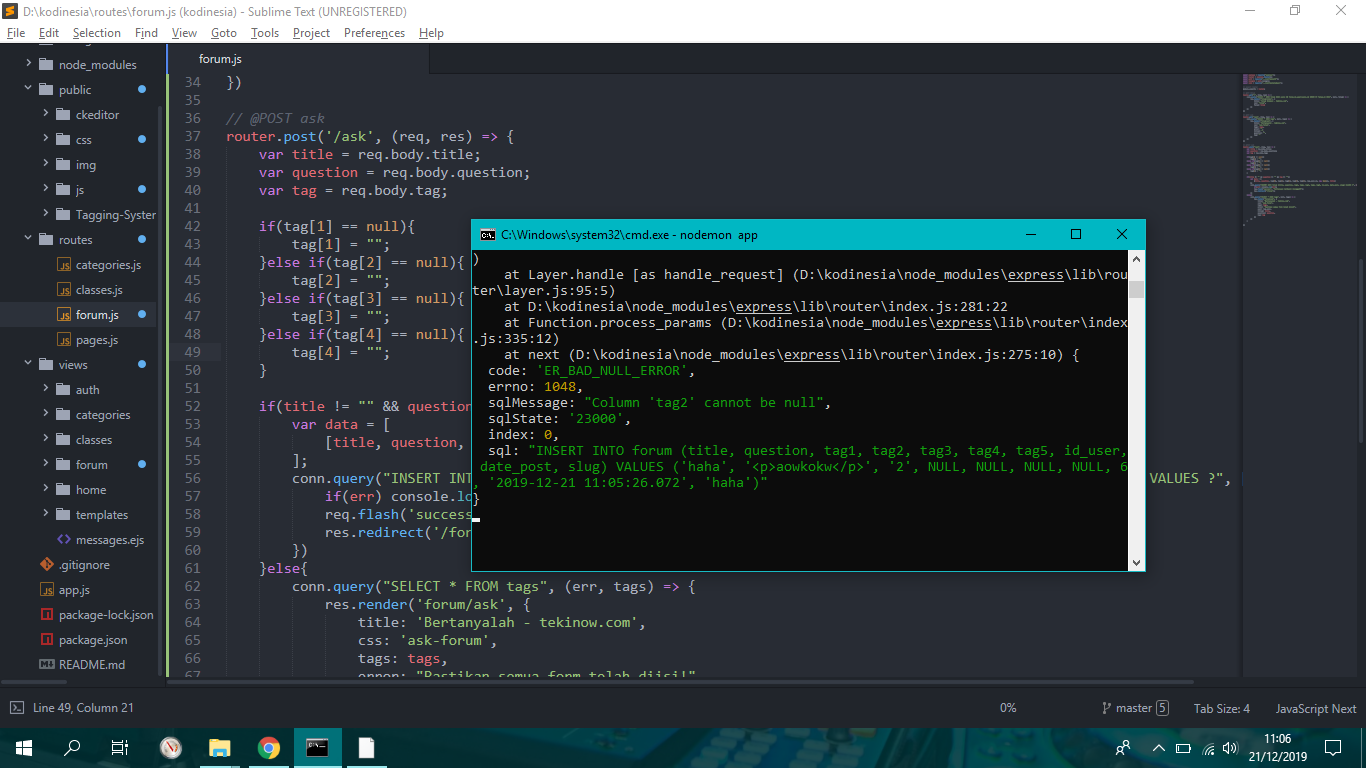 D:\kodinesia\routes\forum.js (kodinesia) - Sublime Text (UNREGISTERED)
File Edit Selection Find View Goto Tools Project Preferences Help
node_modules
public
ckeditor
css
img
js
Tagging-Syster
routes
categories.js
classes.js
forum.js
pages.js
views
auth
categories
classes
forum
home
templates
messages.ejs
.gitignore
app.js
package-lock.json
package.json
README.md
forum.js
34 })
35
36 // @POST ask
37 router.post('/ask', (req, res) => {
38 var title = req.body.title;
39 var question = req.body.question;
40 var tag = req.body.tag;
41
42 if(tag[1] == null){
43 tag[1] = "";
44 }else if(tag[2] == null){
45 tag[2] = "";
46 }else if(tag[3] == null){
47 tag[3] = "";
48 }else if(tag[4] == null){
49 tag[4] = "";
50 }
51
52 if(title != "" && question
53 var data = [
54 [title, question,
55 ];
56 conn.query("INSERT INT VALUES ?",
57 if(err) console.lo
58 req.flash('success
59 res.redirect('/for
60 })
61 }else{
62 conn.query("SELECT * FROM tags", (err, tags) => {
63 res.render('forum/ask', {
64 title: 'Bertanyalah - tekinow.com',
65 css: 'ask-forum',
66 tags: tags,
67 error: "Pastikan semua form telah diisi!"
C:\Windows\system32\cmd.exe - nodemon app
)
at Layer.handle [as handle_request] (D:\kodinesia\node_modules\express\lib\rou
ter\layer.js:95:5)
at D:\kodinesia\node_modules\express\lib\router\index.js:281:22
at Function.process_params (D:\kodinesia\node_modules\express\lib\router\index
.js:335:12)
at next (D:\kodinesia\node_modules\express\lib\router\index.js:275:10) {
code: 'ER_BAD_NULL_ERROR',
errno: 1048,
sqlMessage: "Column 'tag2' cannot be null",
sqlState: '23000',
index: 0,
sql: "INSERT INTO forum (title, question, tag1, tag2, tag3, tag4, tag5, id_user,
date_post, slug) VALUES ('haha', '<p>aowkokw</p>', '2', NULL, NULL, NULL, NULL, 6
, '2019-12-21 11:05:26.072', 'haha')"
}
Line 49, Column 21
0%
master 5
Tab Size: 4
JavaScript Next
11:06
21/12/2019